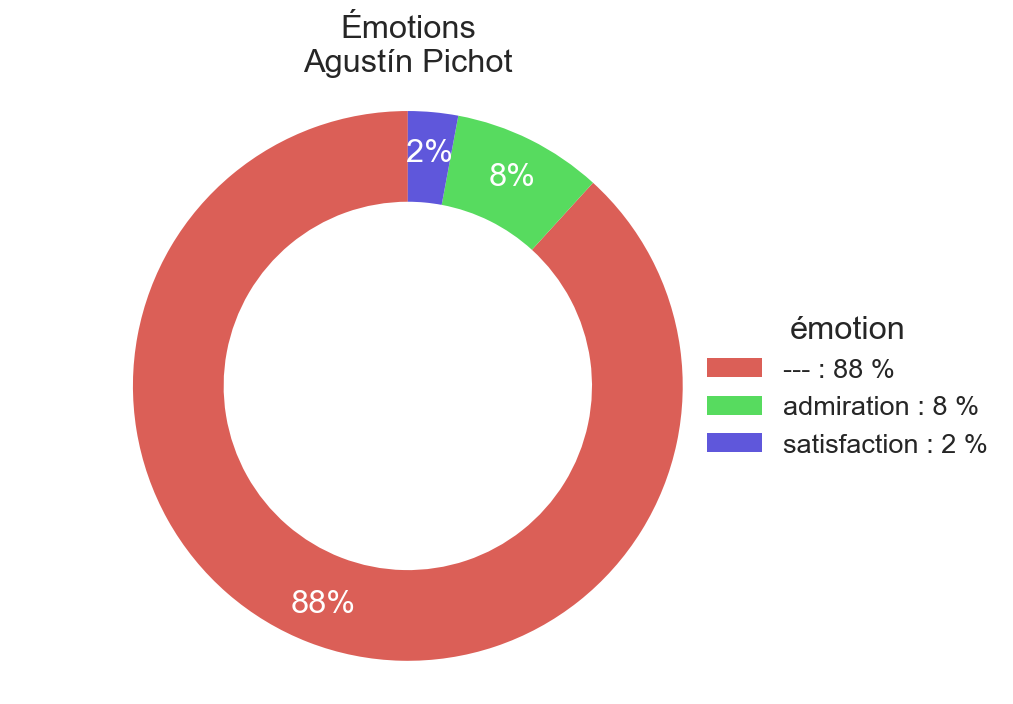 Émotions
Agustín Pichot
2%
8%
88%
émotion
--- : 88 %
admiration : 8 %
satisfaction : 2 %